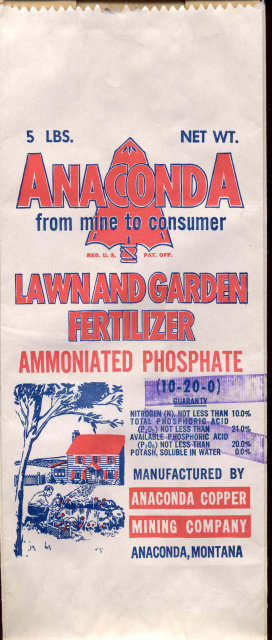 5 LBS. NET WT.
ANACONDA
from mine to consumer
REG. U. S. PAT. OFF.
LAWN AND GARDEN
FERTILIZER
AMMONIATED PHOSPHATE
(10-20-0)
GUARANTY
NITROGEN (N), NOT LESS THAN 10.0%
TOTAL PHOSPHORIC ACID
(P₂O₅) NOT LESS THAN 21.0%
AVAILABLE PHOSPHORIC ACID
(P₂O₅) NOT LESS THAN 20.0%
POTASH, SOLUBLE IN WATER 0.0%
MANUFACTURED BY
ANACONDA COPPER
MINING COMPANY
ANACONDA, MONTANA